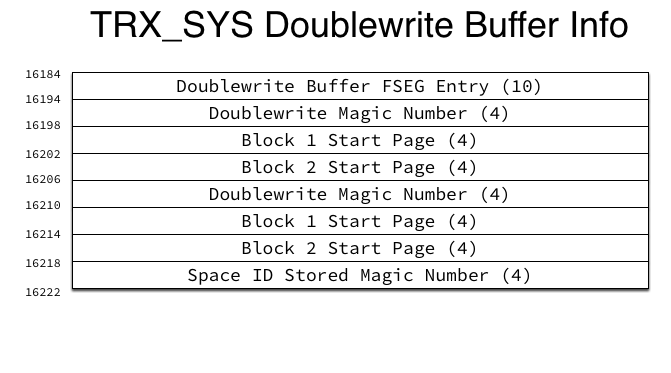 TRX_SYS Doublewrite Buffer Info
16184
Doublewrite Buffer FSEG Entry (10)
16194
Doublewrite Magic Number (4)
16198
Block 1 Start Page (4)
16202
Block 2 Start Page (4)
16206
Doublewrite Magic Number (4)
16210
Block 1 Start Page (4)
16214
Block 2 Start Page (4)
16218
Space ID Stored Magic Number (4)
16222